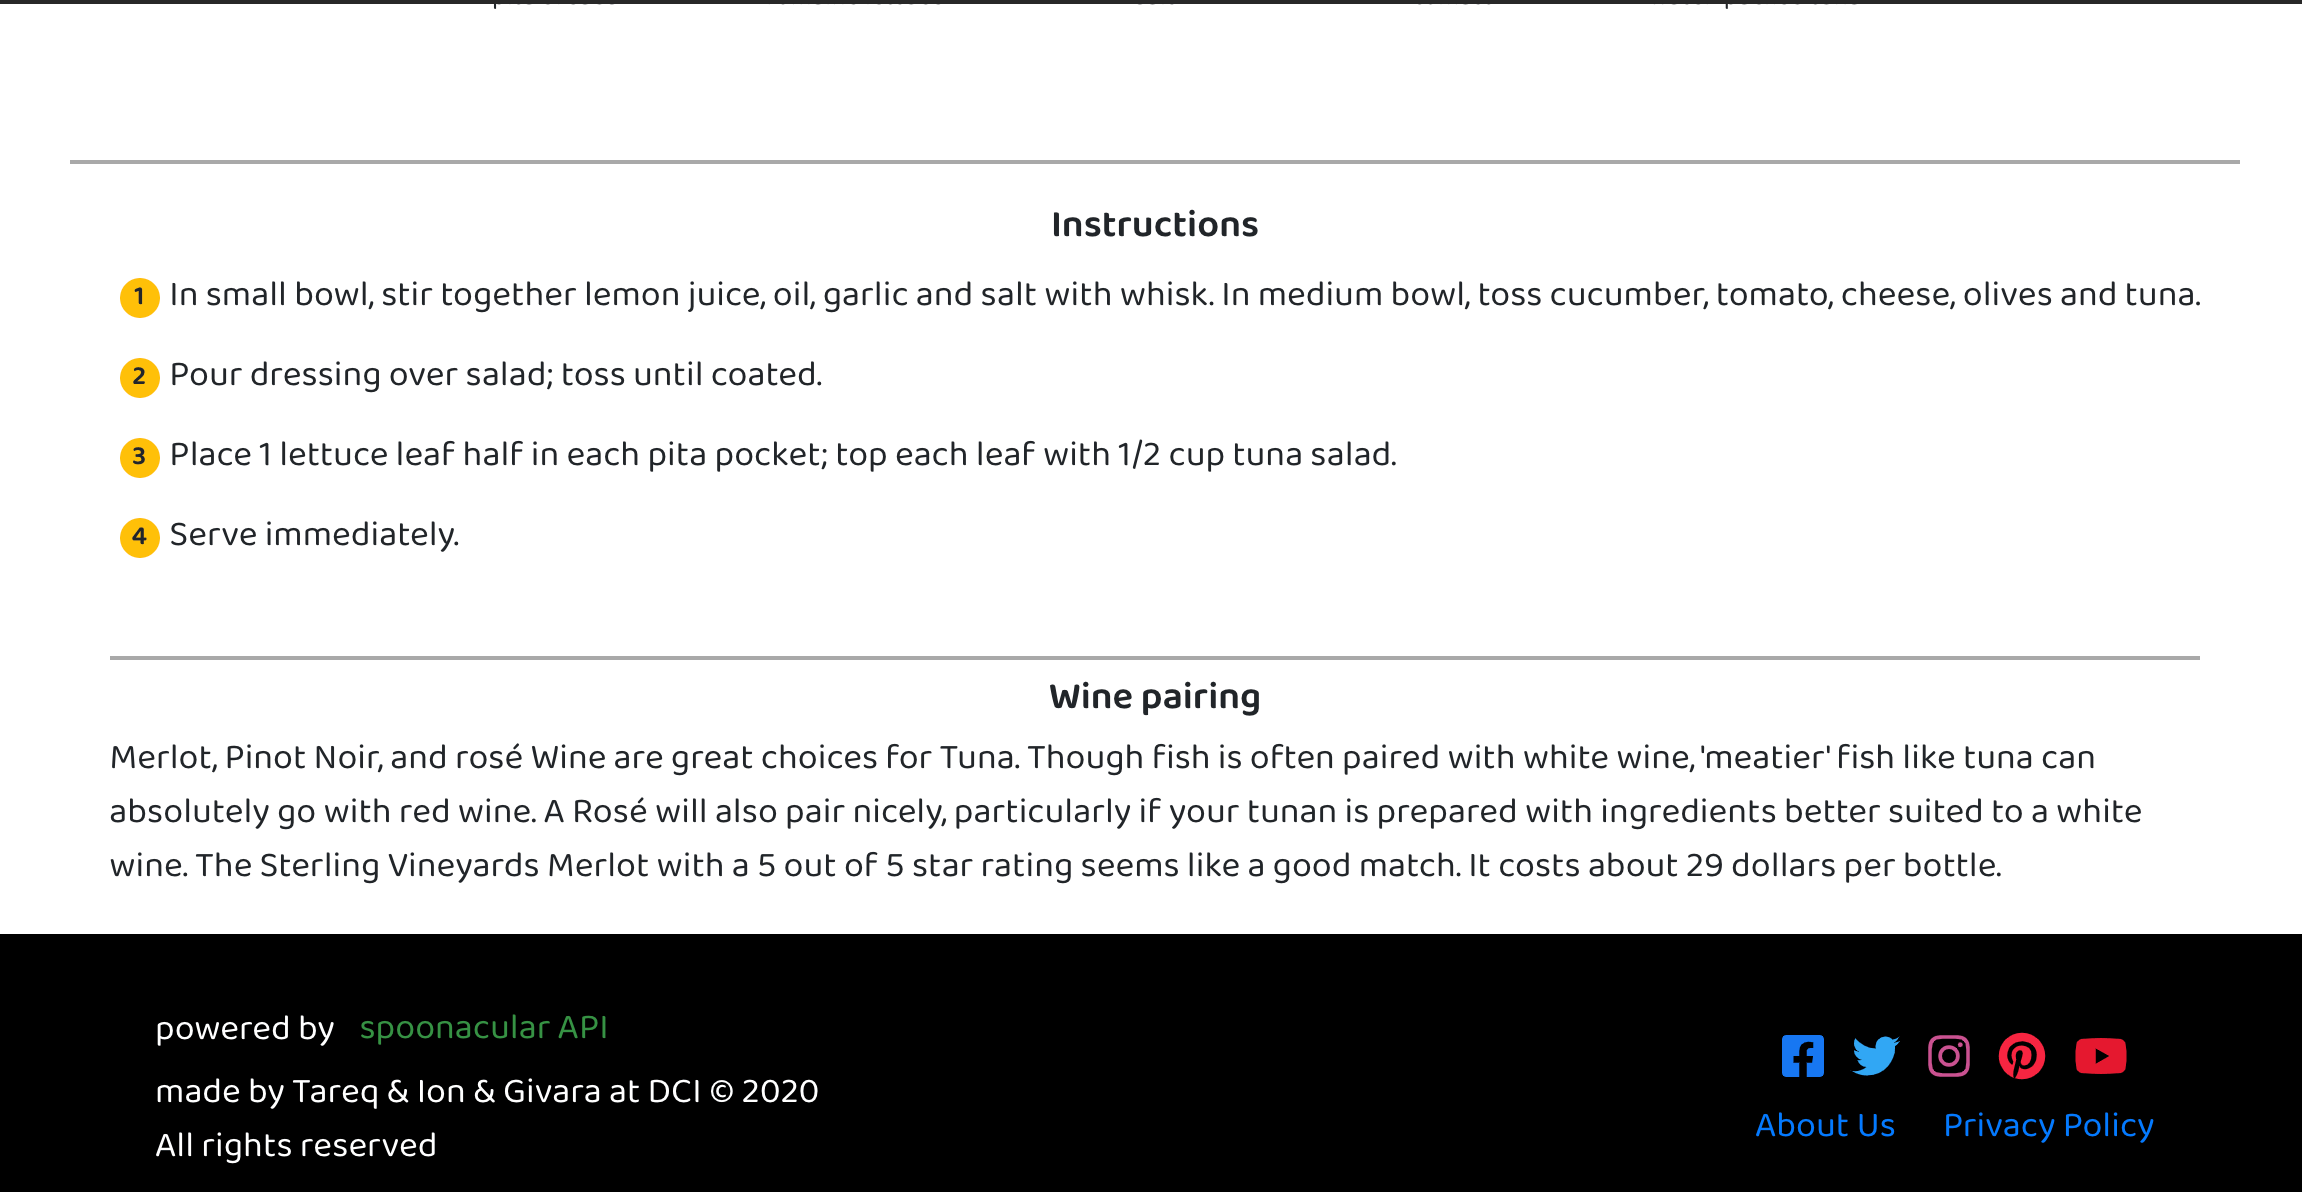 Instructions
1 In small bowl, stir together lemon juice, oil, garlic and salt with whisk. In medium bowl, toss cucumber, tomato, cheese, olives and tuna.
2 Pour dressing over salad; toss until coated.
3 Place 1 lettuce leaf half in each pita pocket; top each leaf with 1/2 cup tuna salad.
4 Serve immediately.
Wine pairing
Merlot, Pinot Noir, and rosé Wine are great choices for Tuna. Though fish is often paired with white wine, 'meatier' fish like tuna can
absolutely go with red wine. A Rosé will also pair nicely, particularly if your tunan is prepared with ingredients better suited to a white
wine. The Sterling Vineyards Merlot with a 5 out of 5 star rating seems like a good match. It costs about 29 dollars per bottle.
powered by spoonacular API
made by Tareq & Ion & Givara at DCI © 2020
All rights reserved
About Us Privacy Policy